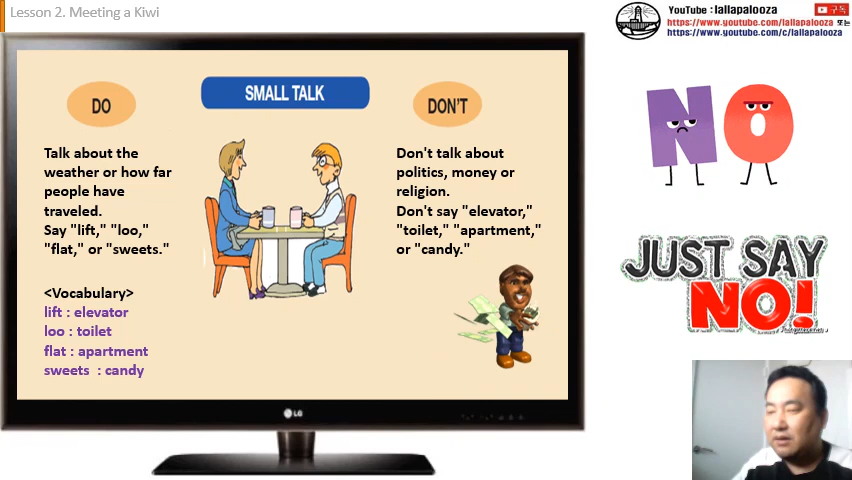 Lesson 2. Meeting a Kiwi
YouTube : lallapalooza
구독
https://www.youtube.com/lallapalooza 또는
https://www.youtube.com/c/lallapalooza
DO
SMALL TALK
DON'T
Talk about the
weather or how far
people have
traveled.
Say "lift," "loo,"
"flat," or "sweets."
<Vocabulary>
lift : elevator
loo : toilet
flat : apartment
sweets : candy
Don't talk about
politics, money or
religion.
Don't say "elevator,"
"toilet," "apartment,"
or "candy."
NO
JUST SAY
NO!
LG